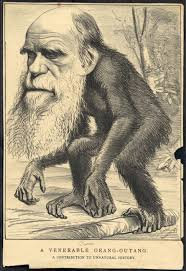 A VENERABLE ORANG-OUTANG.
A CONTRIBUTION TO UNNATURAL HISTORY.